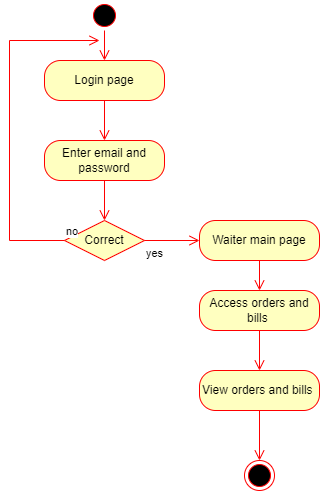 Login page
Enter email and
password
Correct
no
yes
Waiter main page
Access orders and
bills
View orders and bills